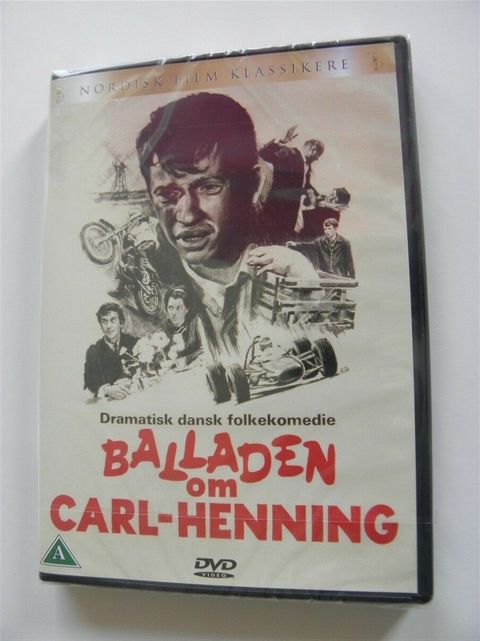 NORDISK FILM KLASSIKERE
Dramatisk dansk folkekomedie
BALLADEN
om
CARL-HENNING
A
DVD
VIDEO